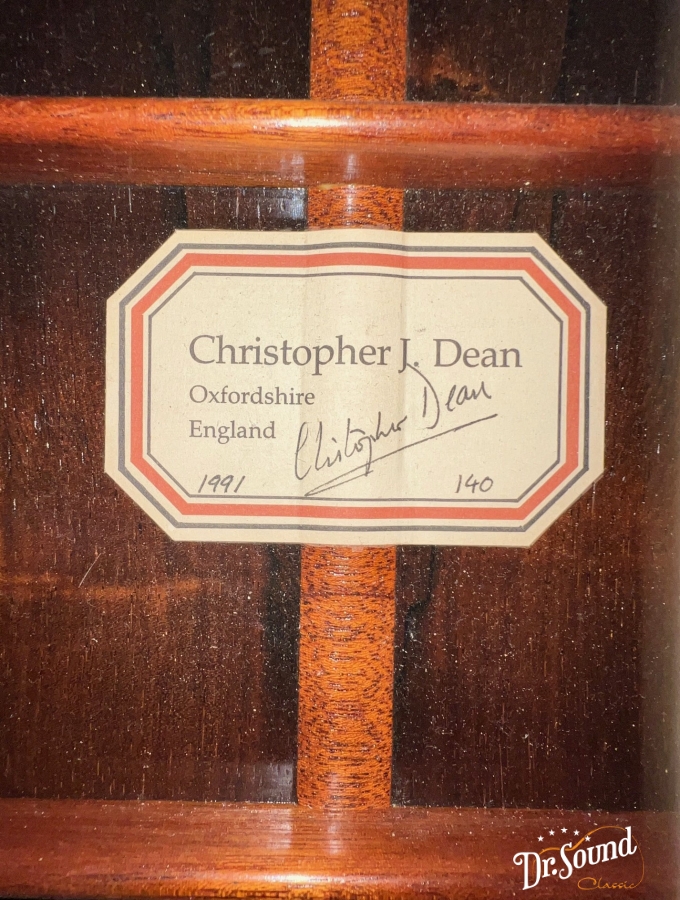 Christopher J. Dean
Oxfordshire
England
Christopher Dean
1991 140
Dr. Sound
Classic